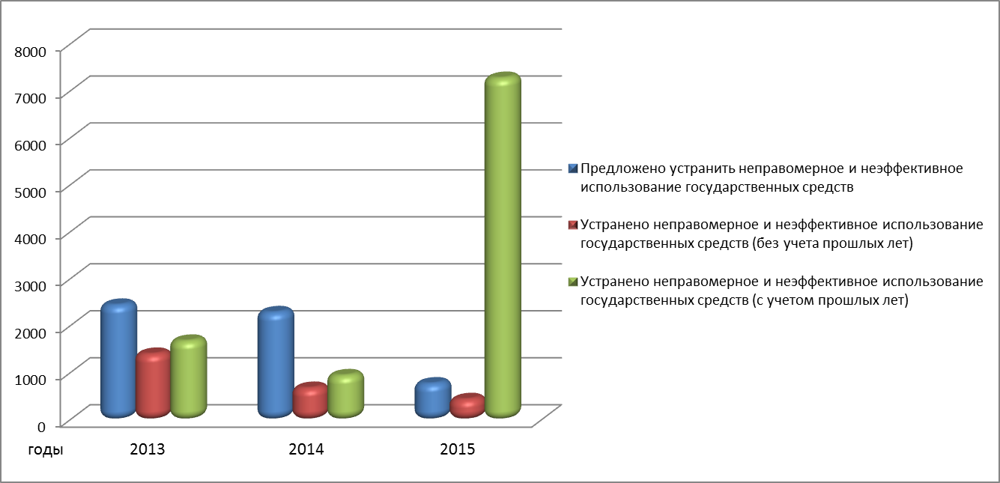 8000
7000
6000
5000
4000
3000
2000
1000
0
годы 2013 2014 2015
Предложено устранить неправомерное и неэффективное
использование государственных средств
Устранено неправомерное и неэффективное использование
государственных средств (без учета прошлых лет)
Устранено неправомерное и неэффективное использование
государственных средств (с учетом прошлых лет)